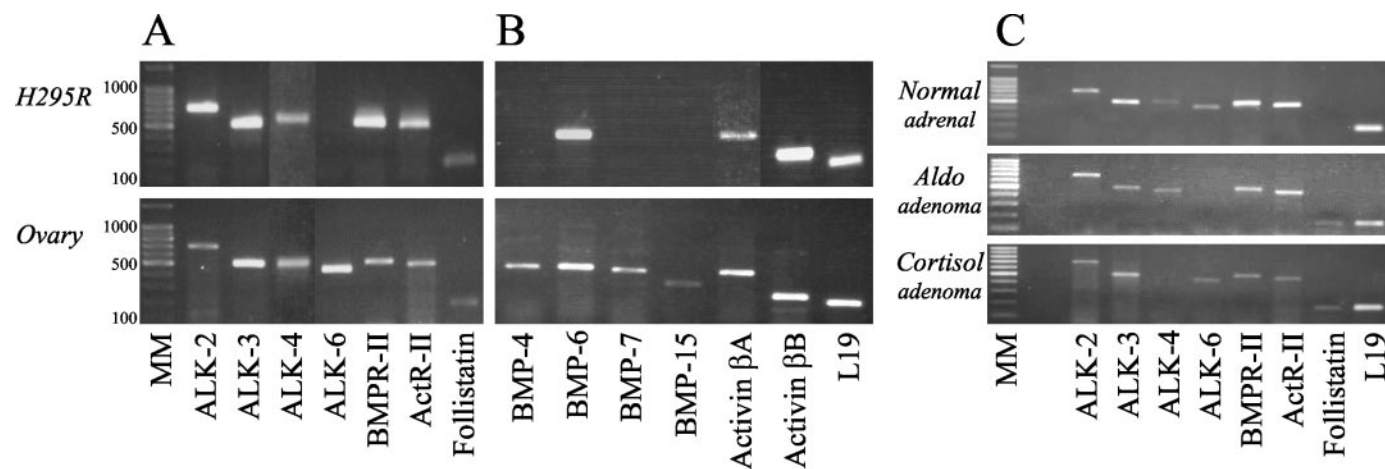 A
B
C
H295R
1000
500
100
Ovary
1000
500
100
Normal
adrenal
Aldo
adenoma
Cortisol
adenoma
MM
ALK-2
ALK-3
ALK-4
ALK-6
BMPR-II
ActR-II
Follistatin
BMP-4
BMP-6
BMP-7
BMP-15
Activin βA
Activin βB
L19
MM
ALK-2
ALK-3
ALK-4
ALK-6
BMPR-II
ActR-II
Follistatin
L19